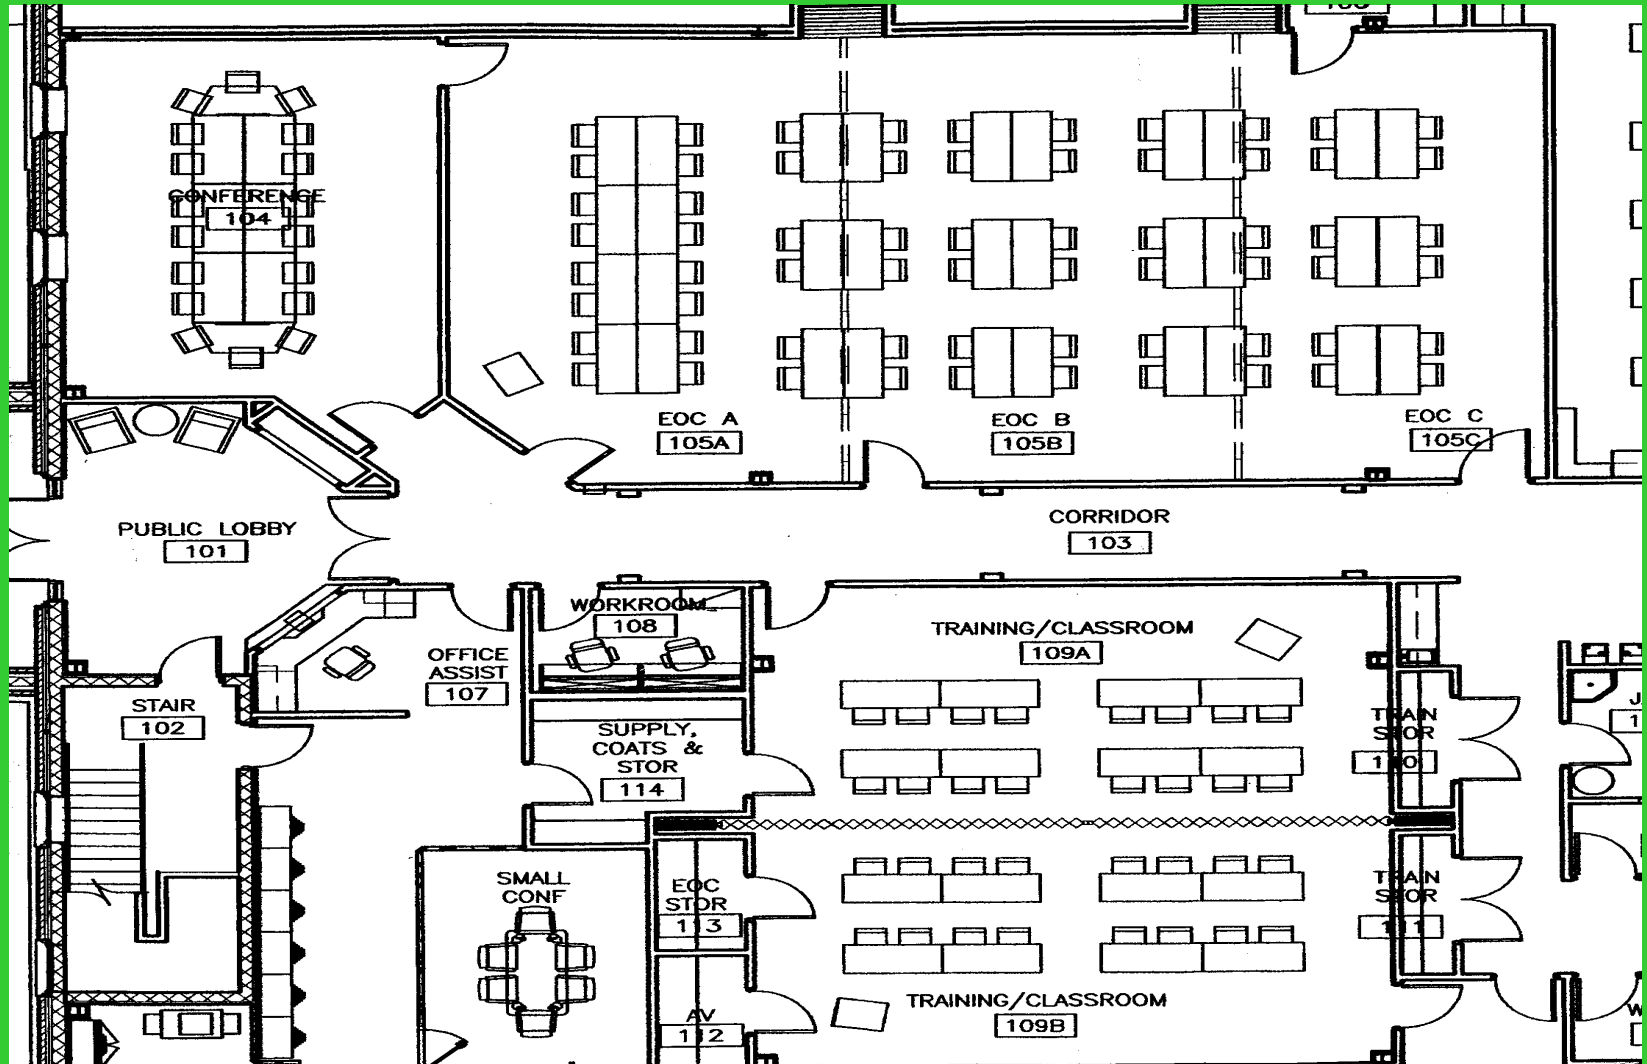 CONFERENCE
104
EOC A
105A
EOC B
105B
EOC C
105C
PUBLIC LOBBY
101
CORRIDOR
103
WORKROOM
108
TRAINING/CLASSROOM
109A
OFFICE
ASSIST
107
STAIR
102
SUPPLY,
COATS &
STOR
114
TRAIN
STOR
110
SMALL
CONF
EOC
STOR
113
TRAIN
STOR
111
TRAINING/CLASSROOM
109B
AV
112